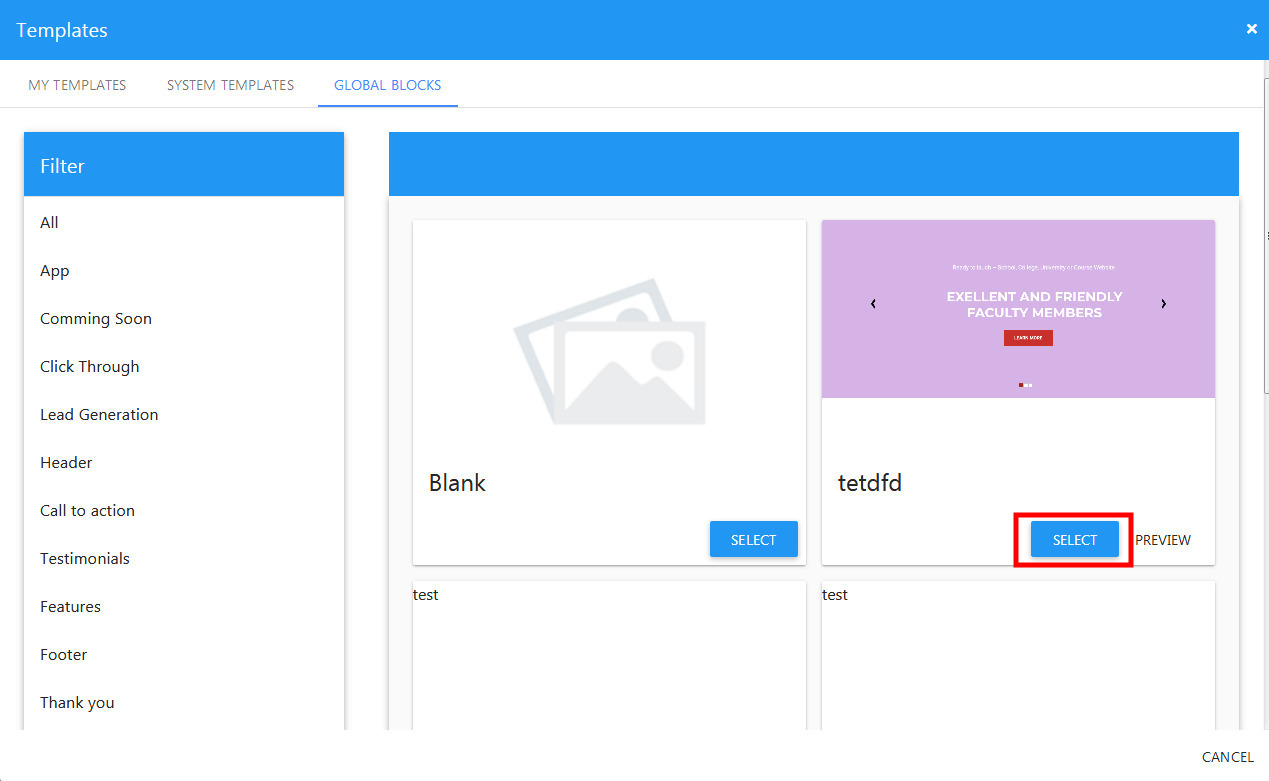 Templates
MY TEMPLATES
SYSTEM TEMPLATES
GLOBAL BLOCKS
Filter
All
App
Comming Soon
Click Through
Lead Generation
Header
Call to action
Testimonials
Features
Footer
Thank you
Ready to touch – School, College, University or Course Website
EXELLENT AND FRIENDLY
FACULTY MEMBERS
LEARN MORE
Blank
SELECT
tetdfd
SELECT
PREVIEW
test
test
CANCEL